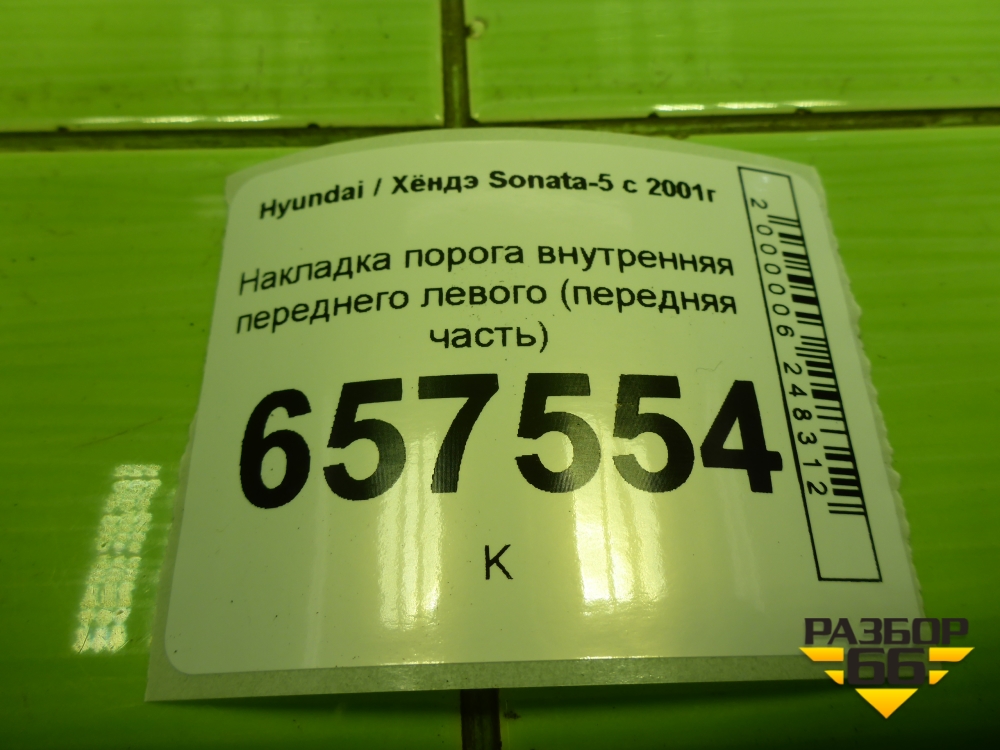 Hyundai / Хёндэ Sonata-5 с 2001г
Накладка порога внутренняя
переднего левого (передняя
часть)
657554
К
2000006248312
РАЗБОР
66